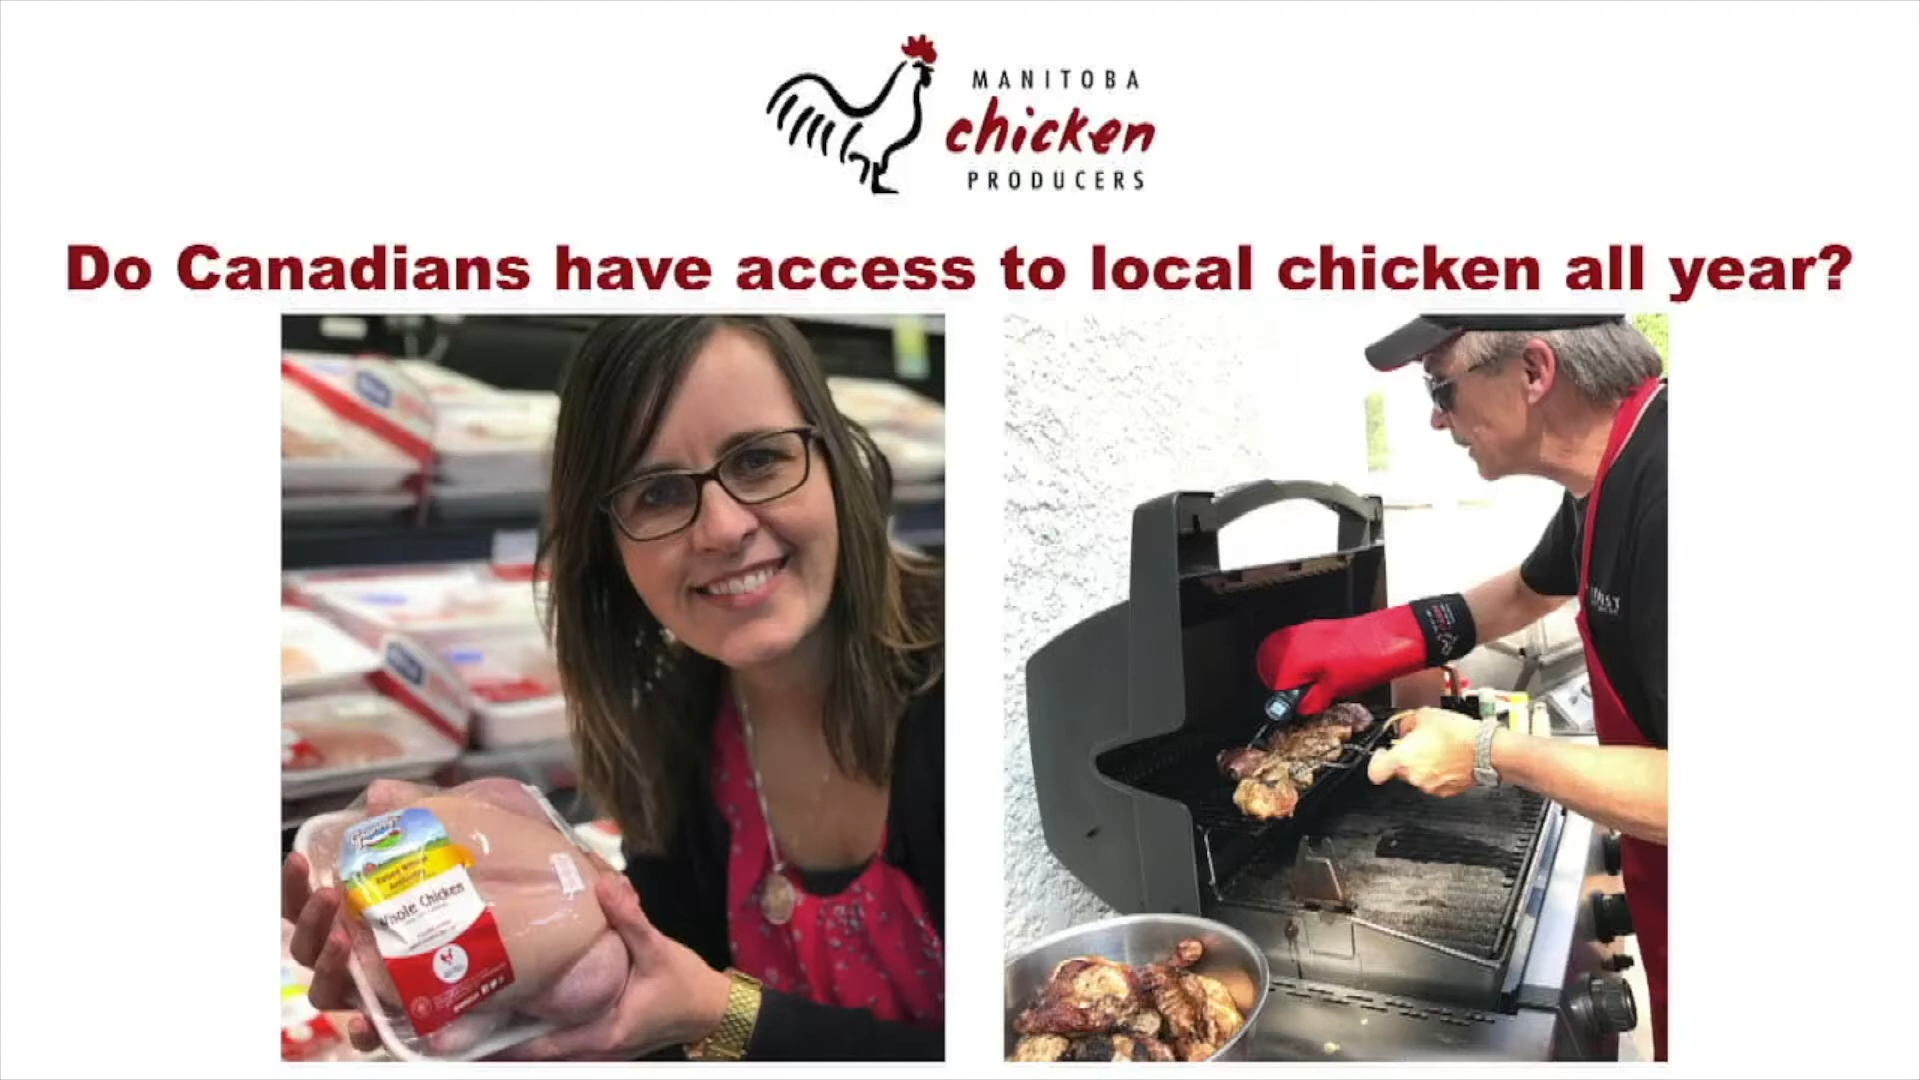 MANITOBA
chicken
PRODUCERS
Do Canadians have access to local chicken all year?
Whole Chicken